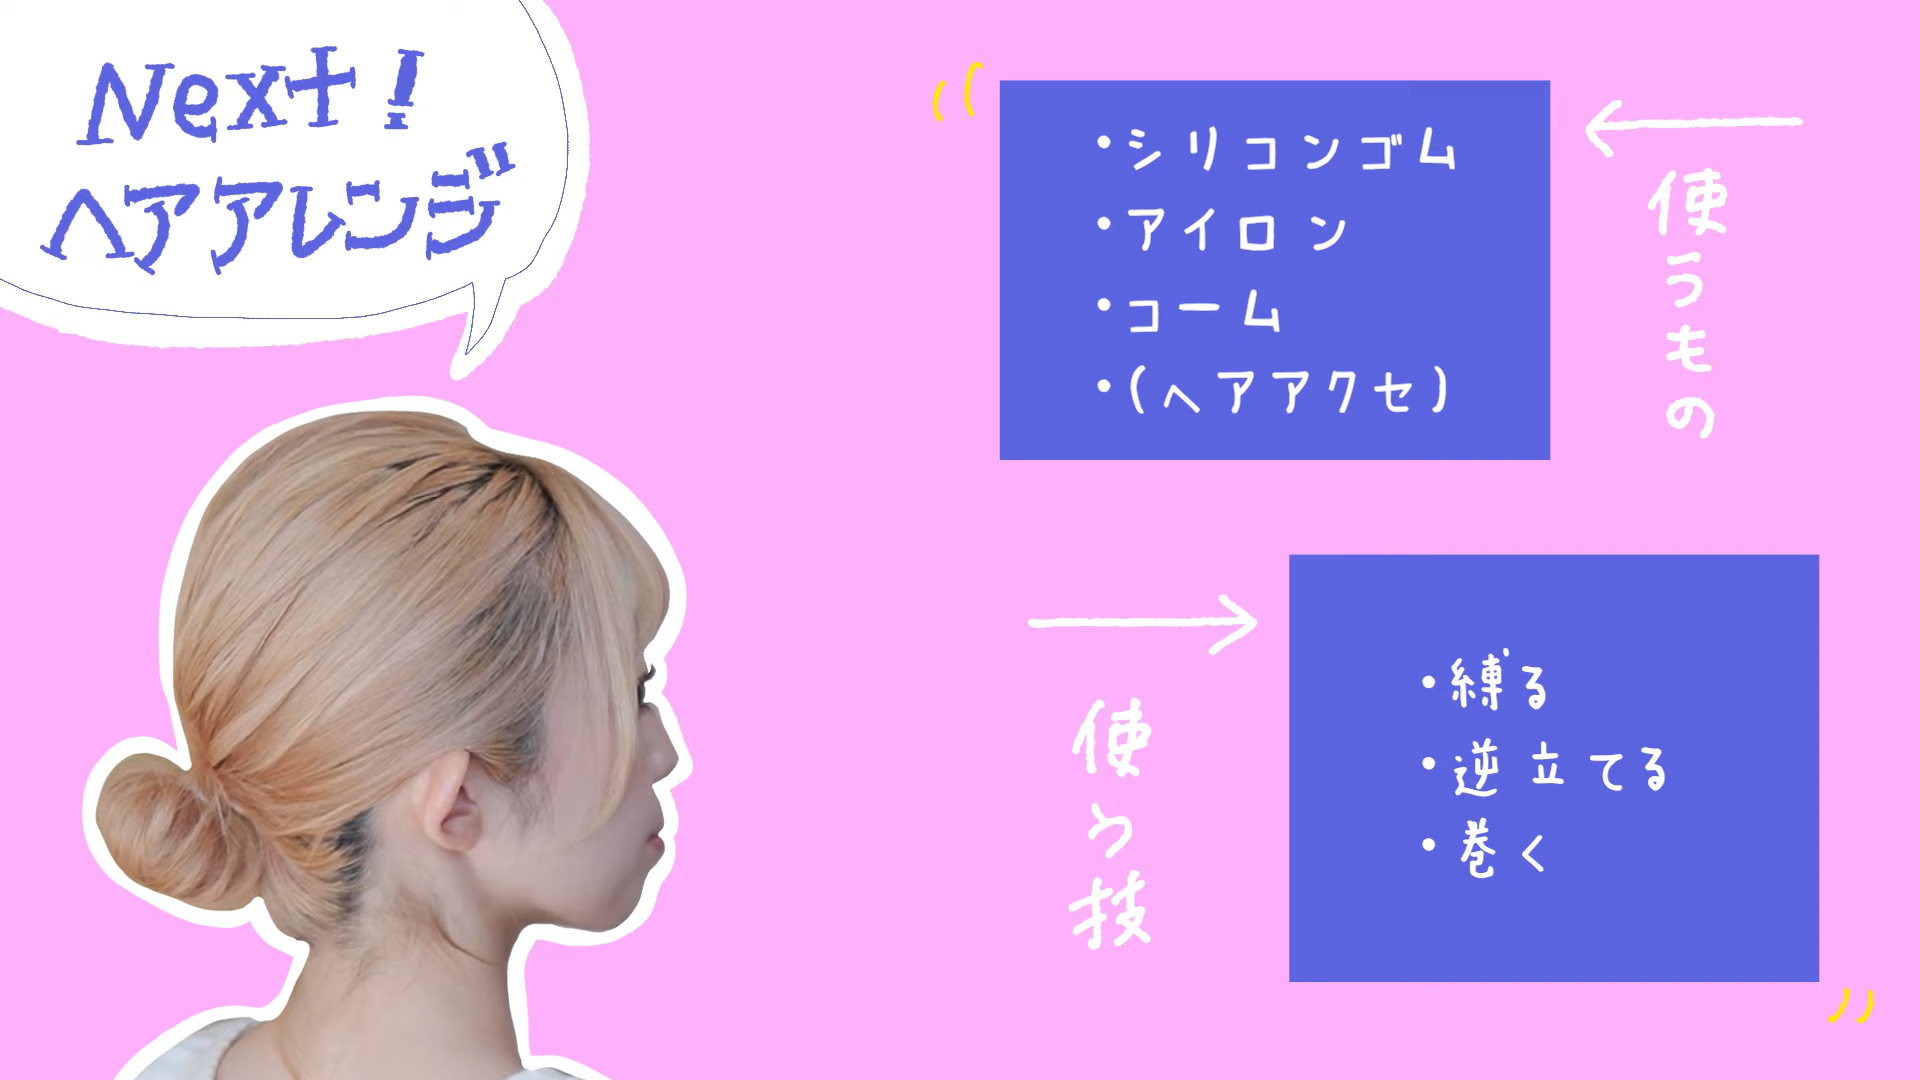 Next!
ヘアアレンジ
・シリコンゴム
・アイロン
・コーム
・(ヘアアクセ)
使うもの
使う技
・縛る
・逆立てる
・巻く